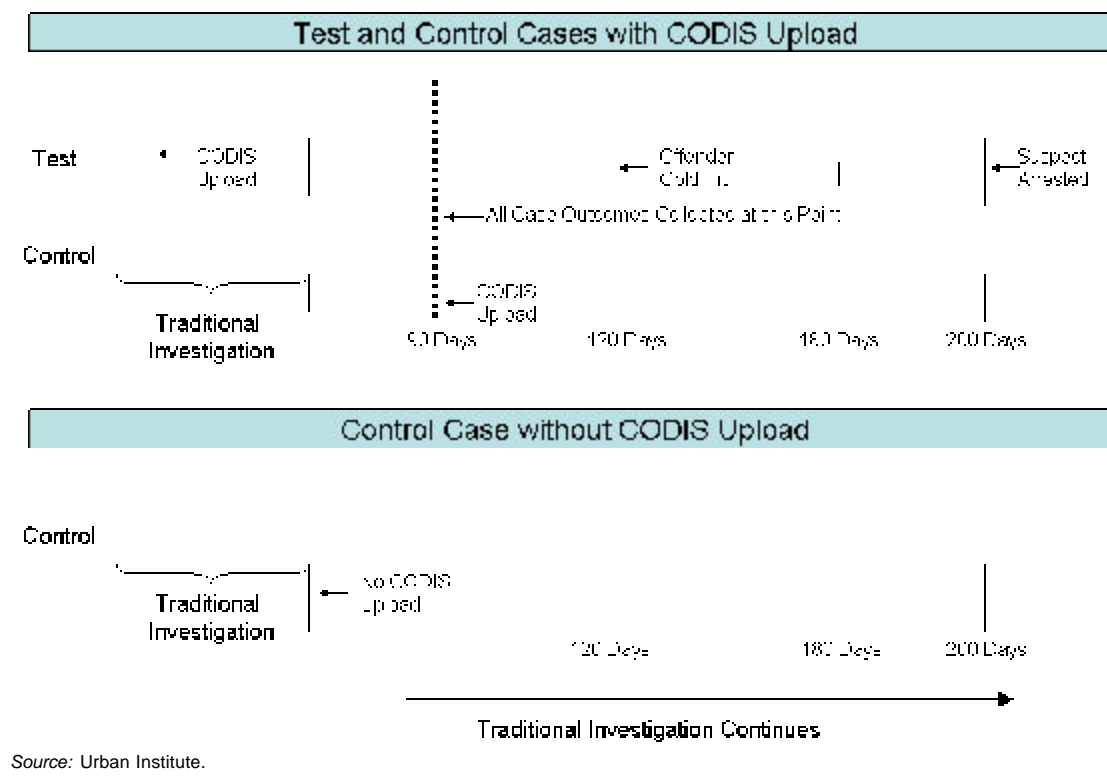 Test and Control Cases with CODIS Upload
Test
CODIS
Upload
Offender
Suspect
Arrested
All Case Outcomes Collected at this Point
Control
CODIS
Upload
Traditional
Investigation
90 Days
120 Days
180 Days
200 Days
Control Case without CODIS Upload
Control
No CODIS
Upload
Traditional
Investigation
120 Days
180 Days
200 Days
Traditional Investigation Continues
Source: Urban Institute.